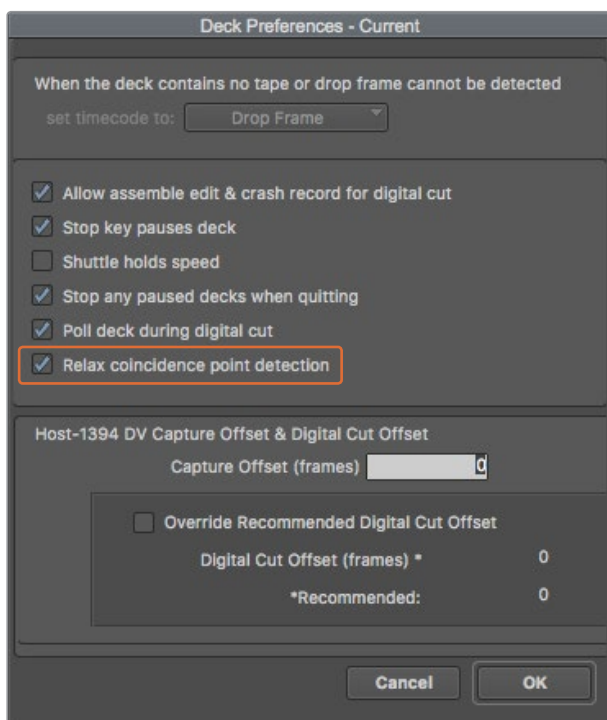 Deck Preferences - Current
When the deck contains no tape or drop frame cannot be detected
set timecode to: Drop Frame
Allow assemble edit & crash record for digital cut
Stop key pauses deck
Shuttle holds speed
Stop any paused decks when quitting
Poll deck during digital cut
Relax coincidence point detection
Host-1394 DV Capture Offset & Digital Cut Offset
Capture Offset (frames) 0
Override Recommended Digital Cut Offset
Digital Cut Offset (frames) * 0
*Recommended: 0
Cancel OK